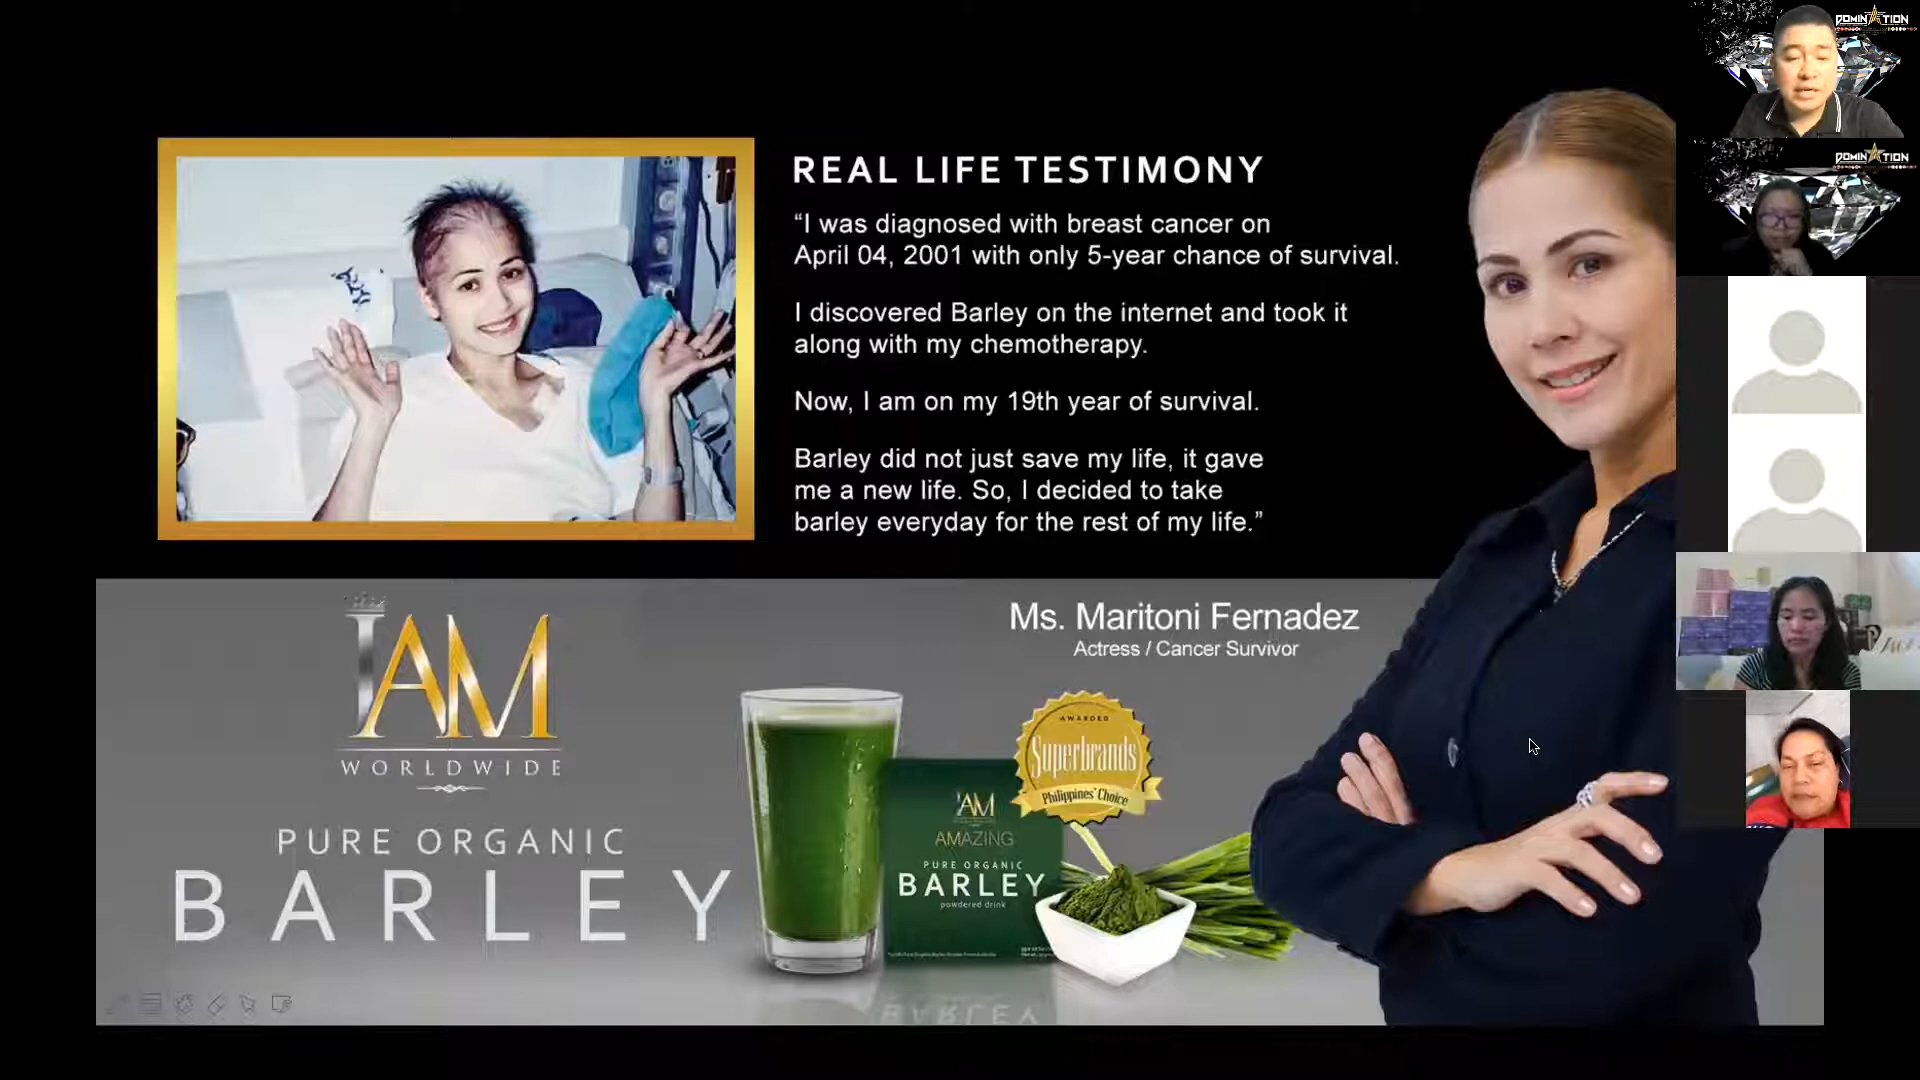 REAL LIFE TESTIMONY
“I was diagnosed with breast cancer on
April 04, 2001 with only 5-year chance of survival.
I discovered Barley on the internet and took it
along with my chemotherapy.
Now, I am on my 19th year of survival.
Barley did not just save my life, it gave
me a new life. So, I decided to take
barley everyday for the rest of my life.”
Ms. Maritoni Fernadez
Actress / Cancer Survivor
IAM
WORLDWIDE
PURE ORGANIC
BARLEY
AWARDED
Superbrands
Philippines' Choice
IAM
AMAZING
PURE ORGANIC
BARLEY
powdered drink
DOMINATION
DOMINATION